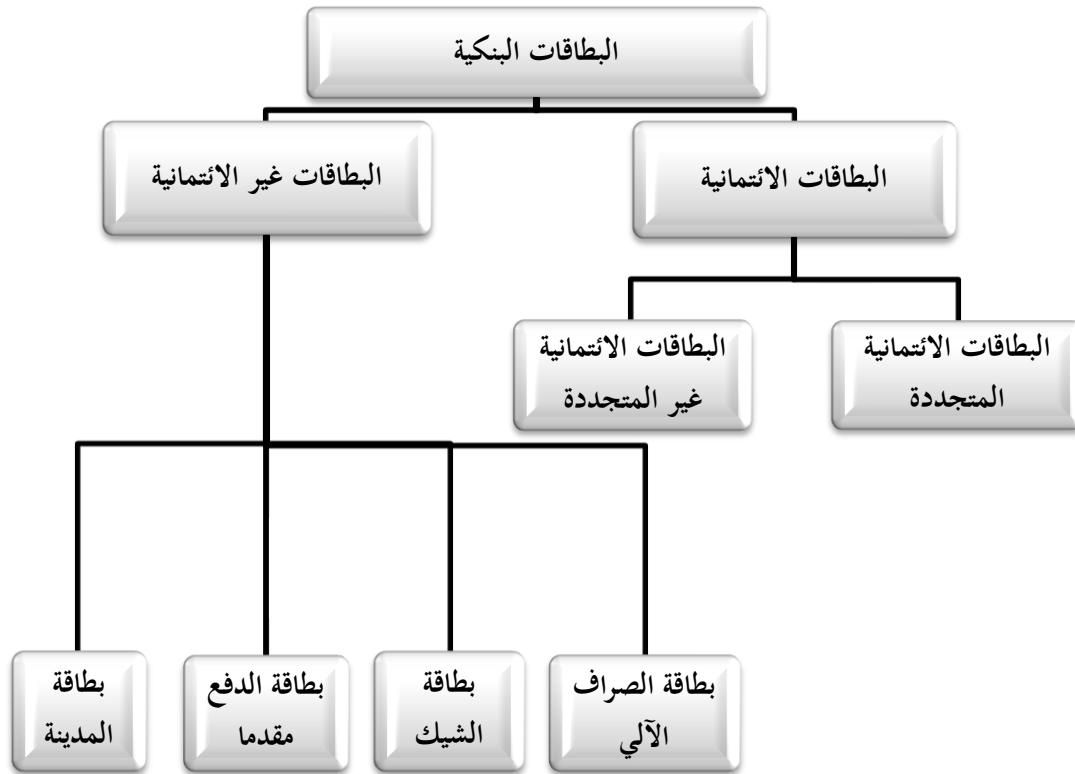 البطاقات البنكية
البطاقات الائتمانية
البطاقات غير الائتمانية
البطاقات الائتمانية
المتجددة
البطاقات الائتمانية
غير المتجددة
بطاقة الصراف
الآلي
بطاقة
الشيك
بطاقة الدفع
مقدما
بطاقة
المدينة